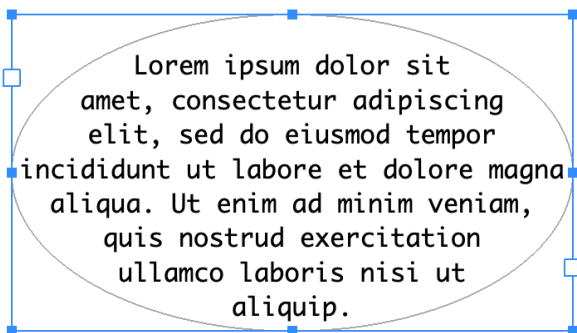 Lorem ipsum dolor sit
amet, consectetur adipiscing
elit, sed do eiusmod tempor
incididunt ut labore et dolore magna
aliqua. Ut enim ad minim veniam,
quis nostrud exercitation
ullamco laboris nisi ut
aliquip.